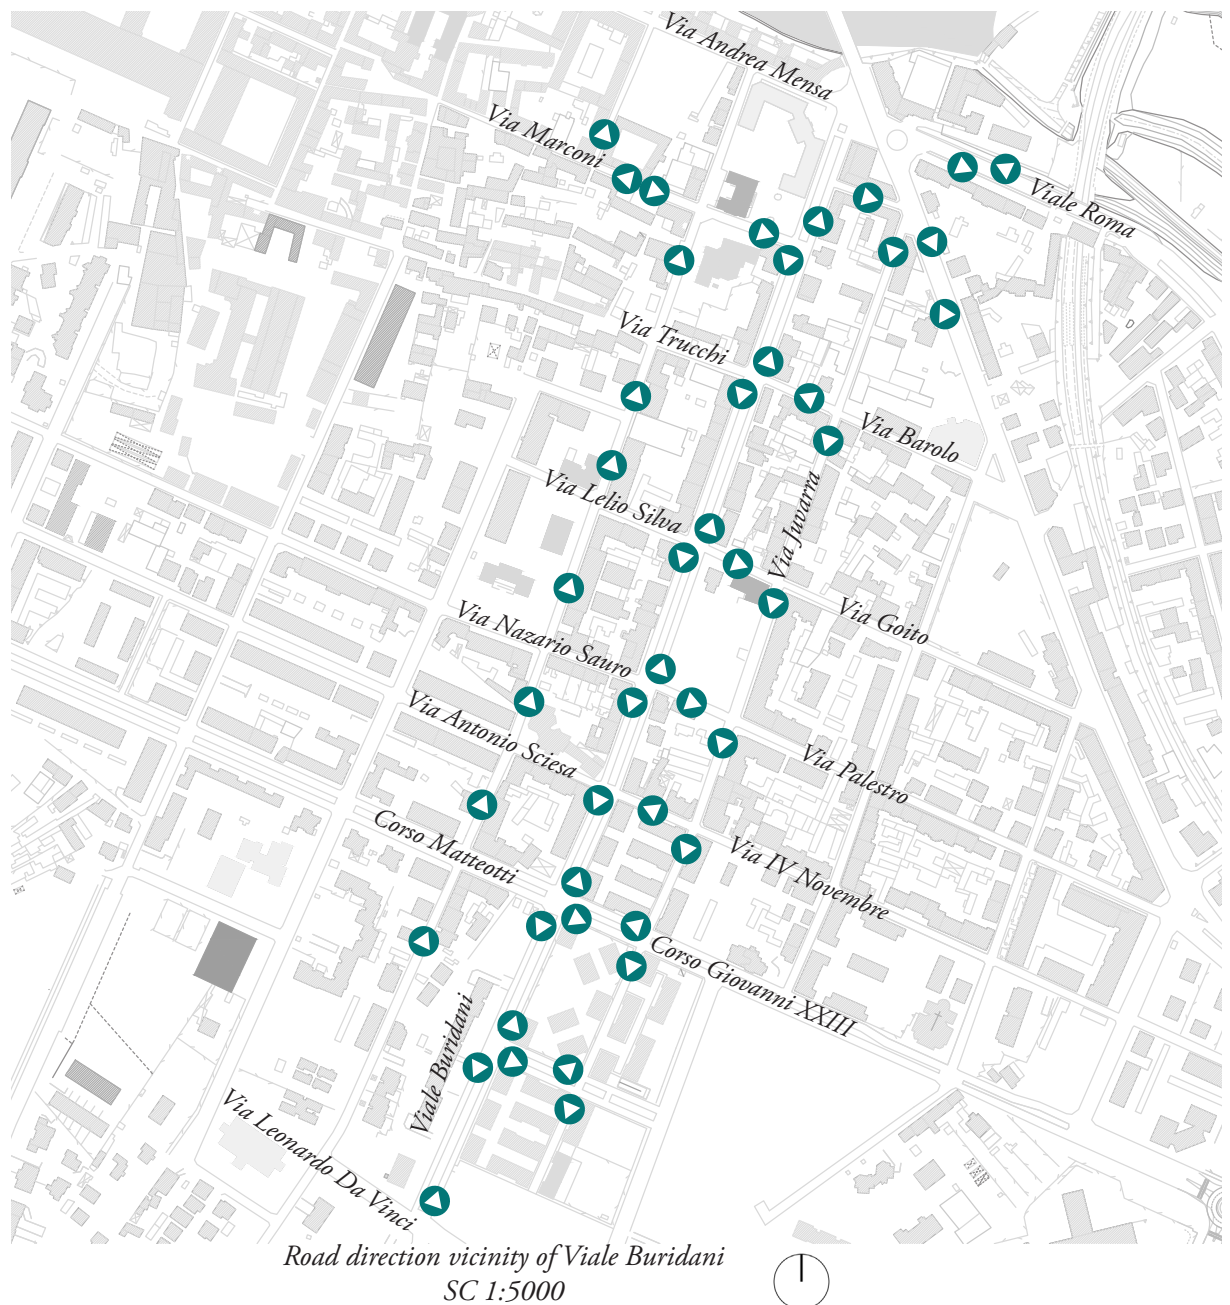 Via Andrea Mensa
Via Marconi
Viale Roma
Via Trucchi
Via Barolo
Via Lelio Silva
Via Juvarra
Via Goito
Via Nazario Sauro
Via Antonio Sciesa
Via Palestro
Corso Matteotti
Via IV Novembre
Corso Giovanni XXIII
Viale Buridani
Via Leonardo Da Vinci
Road direction vicinity of Viale Buridani
SC 1:5000